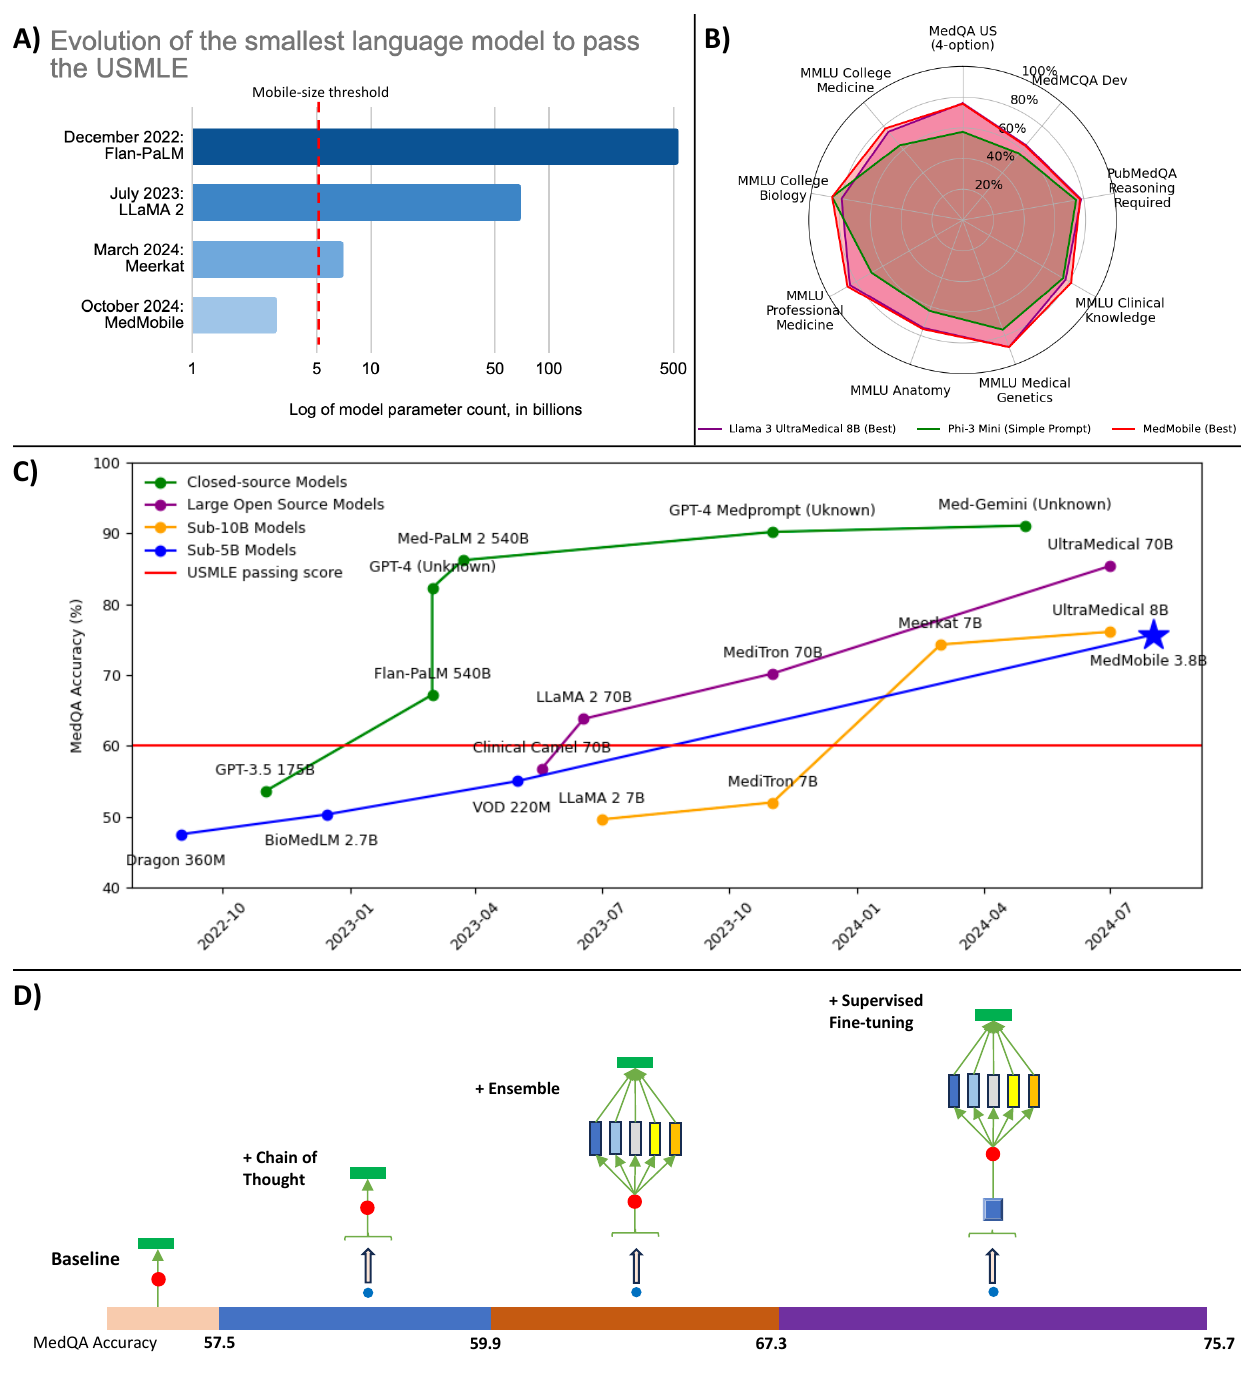 A)
Evolution of the smallest language model to pass
the USMLE
Mobile-size threshold
December 2022:
Flan-PaLM
July 2023:
LLaMA 2
March 2024:
Meerkat
October 2024:
MedMobile
1 5 10 50 100 500
Log of model parameter count, in billions
B)
MedQA US
(4-option)
MedMCQA Dev
PubMedQA
Reasoning
Required
MMLU Clinical
Knowledge
MMLU Medical
Genetics
MMLU Anatomy
MMLU
Professional
Medicine
MMLU College
Biology
MMLU College
Medicine
100%
80%
60%
40%
20%
Llama 3 UltraMedical 8B (Best) Phi-3 Mini (Simple Prompt) MedMobile (Best)
C)
Closed-source Models
Large Open Source Models
Sub-10B Models
Sub-5B Models
USMLE passing score
MedQA Accuracy (%)
100
90
80
70
60
50
40
Med-PaLM 2 540B
GPT-4 (Unknown)
GPT-4 Medprompt (Uknown)
Med-Gemini (Unknown)
UltraMedical 70B
UltraMedical 8B
Meerkat 7B
MedMobile 3.8B
MediTron 70B
Flan-PaLM 540B
LLaMA 2 70B
Clinical Camel 70B
GPT-3.5 175B
MediTron 7B
LLaMA 2 7B
VOD 220M
BioMedLM 2.7B
Dragon 360M
2022-10 2023-01 2023-04 2023-07 2023-10 2024-01 2024-04 2024-07
D)
+ Supervised
Fine-tuning
+ Ensemble
+ Chain of
Thought
Baseline
MedQA Accuracy 57.5 59.9 67.3 75.7